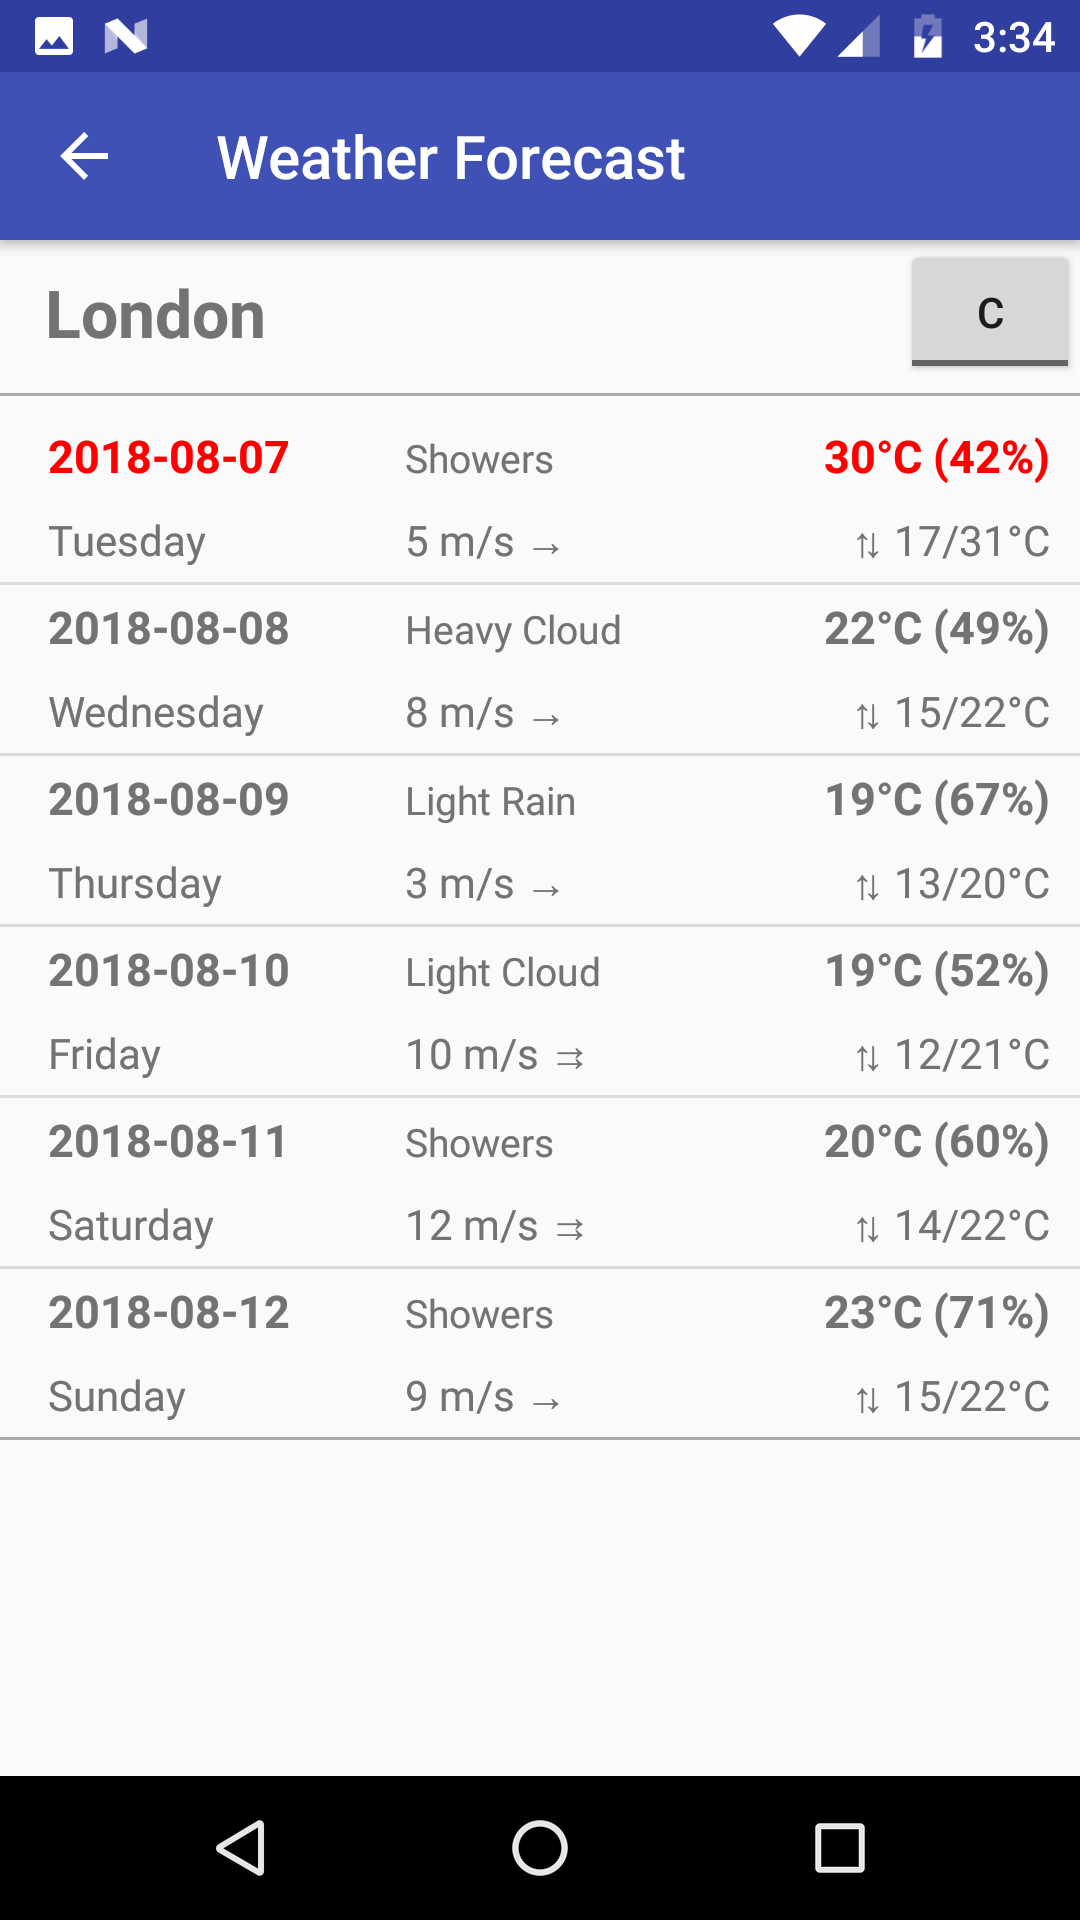 3:34
Weather Forecast
London C
2018-08-07 Showers 30°C (42%)
Tuesday 5 m/s → ⇅ 17/31°C
2018-08-08 Heavy Cloud 22°C (49%)
Wednesday 8 m/s → ⇅ 15/22°C
2018-08-09 Light Rain 19°C (67%)
Thursday 3 m/s → ⇅ 13/20°C
2018-08-10 Light Cloud 19°C (52%)
Friday 10 m/s ⇉ ⇅ 12/21°C
2018-08-11 Showers 20°C (60%)
Saturday 12 m/s ⇉ ⇅ 14/22°C
2018-08-12 Showers 23°C (71%)
Sunday 9 m/s → ⇅ 15/22°C